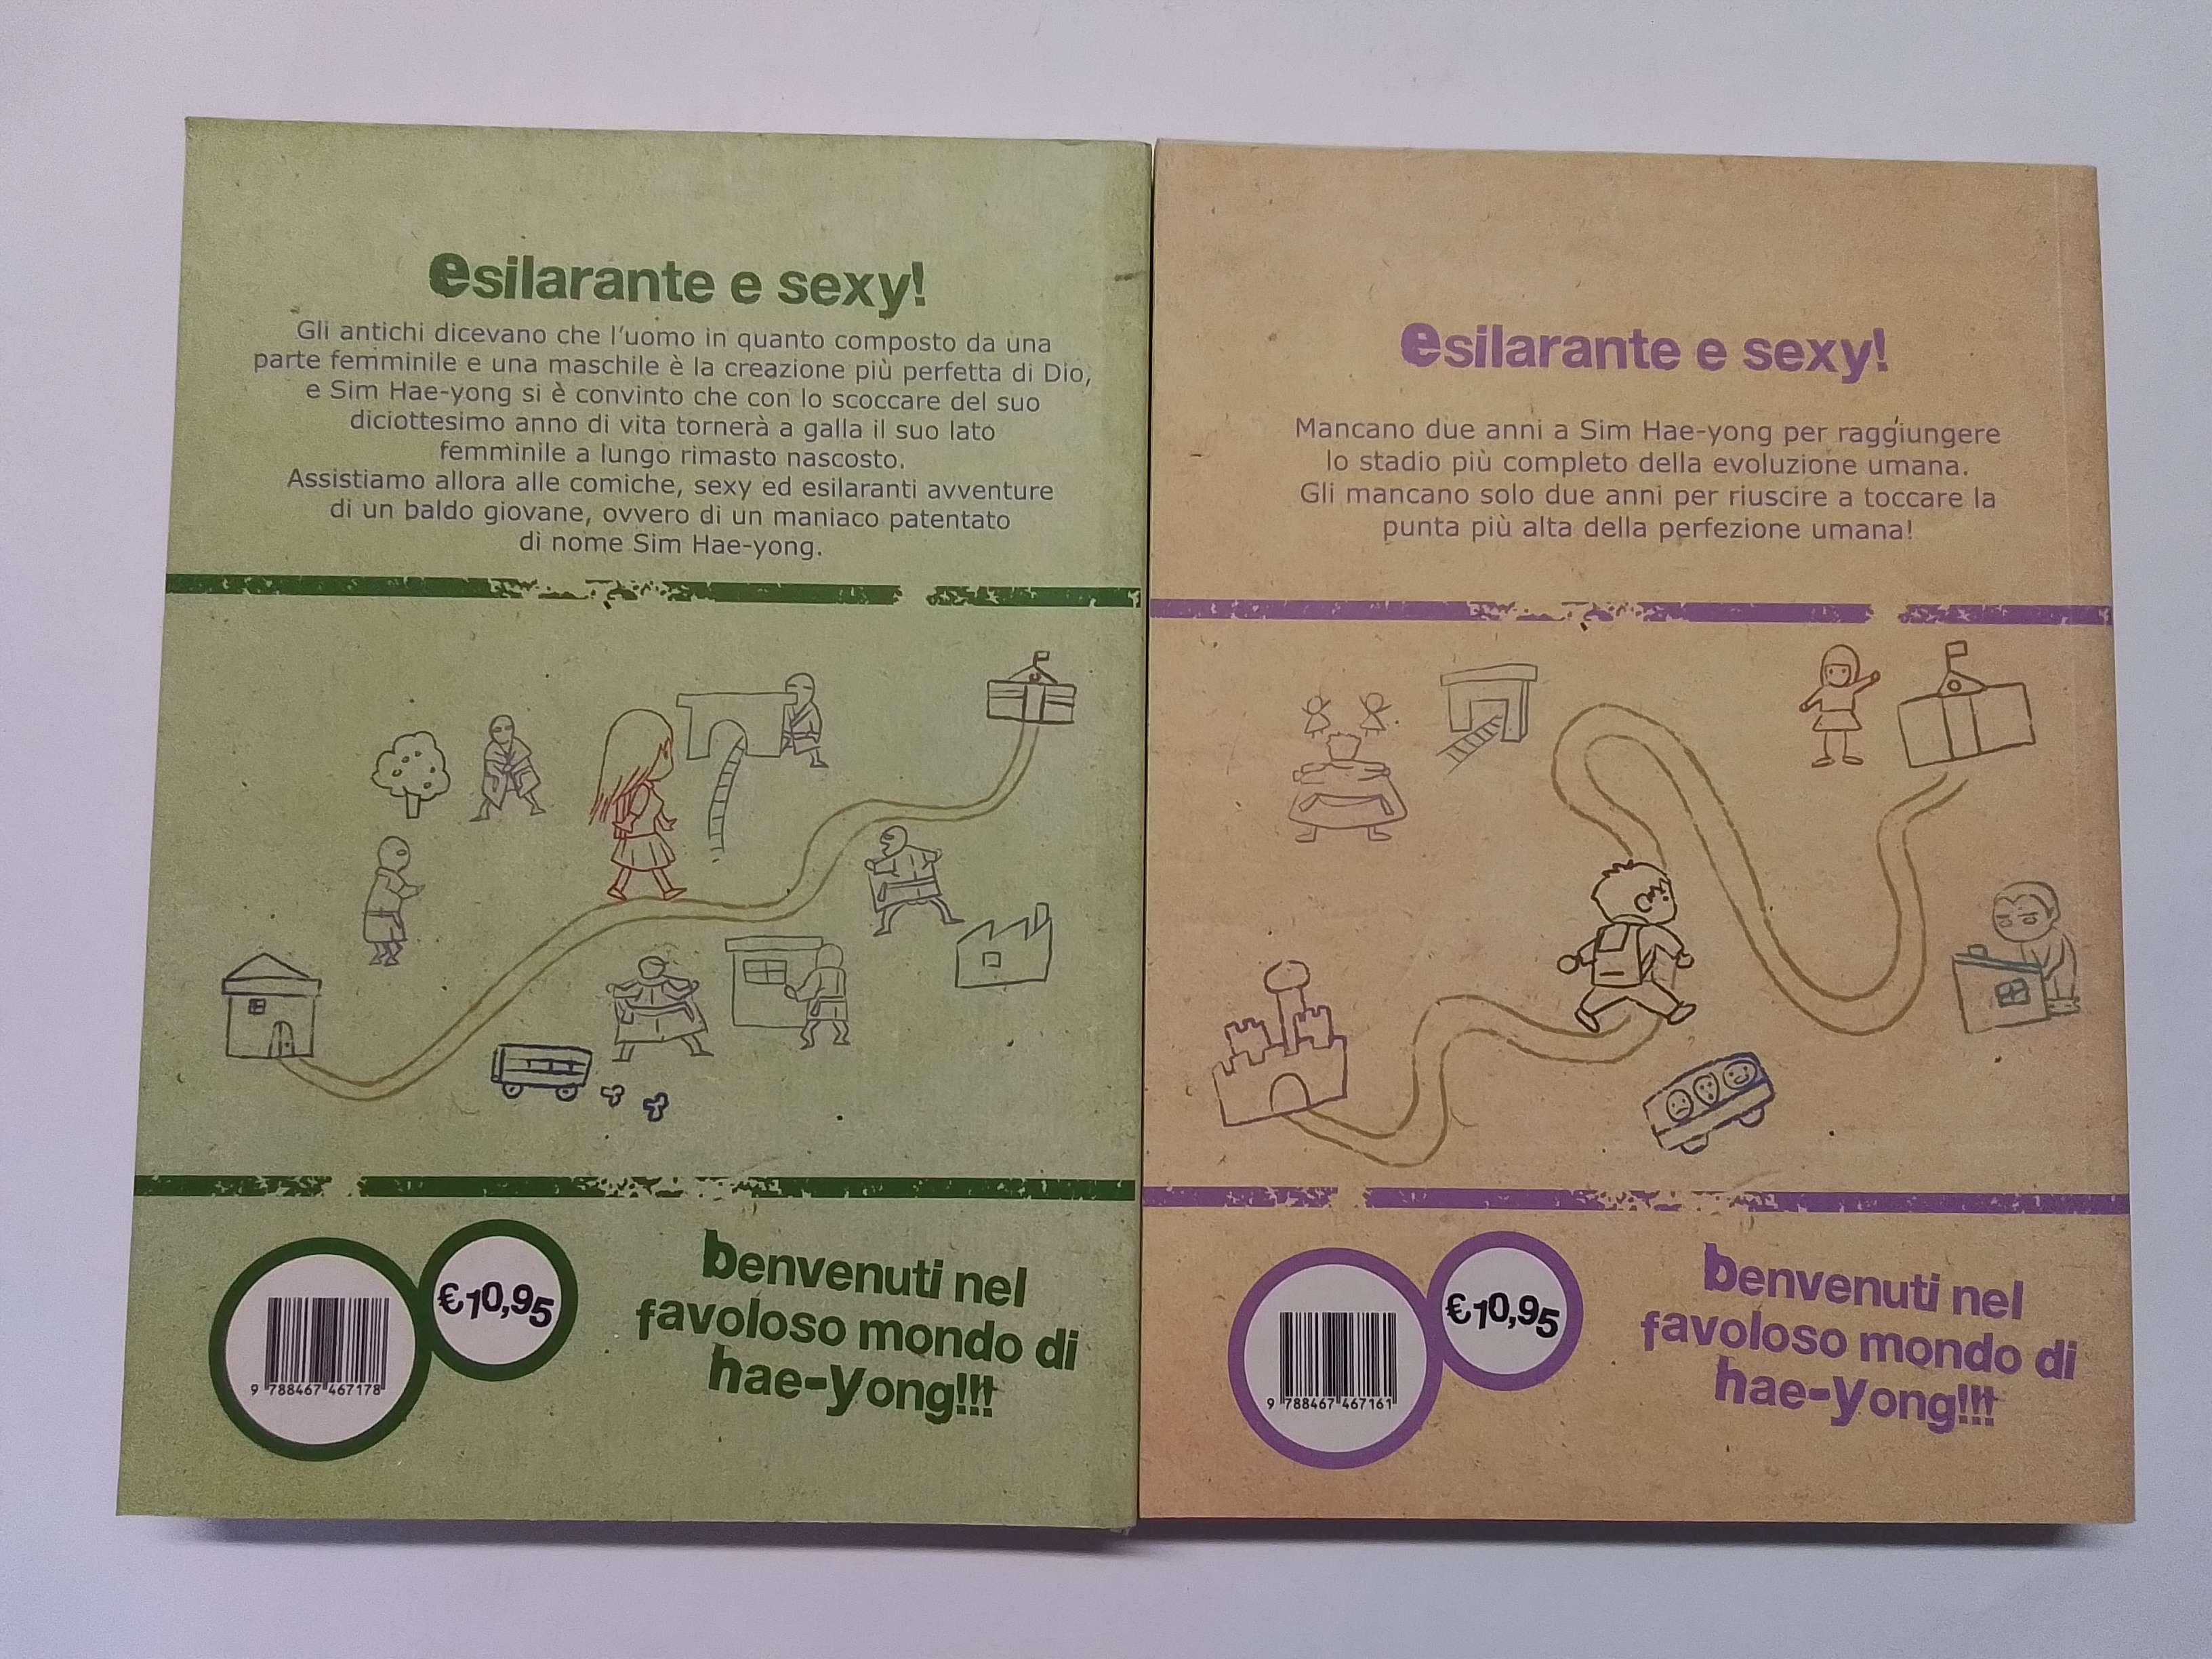 esilarante e sexy!
Gli antichi dicevano che l'uomo in quanto composto da una
parte femminile e una maschile è la creazione più perfetta di Dio,
e Sim Hae-yong si è convinto che con lo scoccare del suo
diciottesimo anno di vita tornerà a galla il suo lato
femminile a lungo rimasto nascosto.
Assistiamo allora alle comiche, sexy ed esilaranti avventure
di un baldo giovane, ovvero di un maniaco patentato
di nome Sim Hae-yong.
€10,95
9 788467 467178
benvenuti nel
favoloso mondo di
hae-yong!!!
esilarante e sexy!
Mancano due anni a Sim Hae-yong per raggiungere
lo stadio più completo della evoluzione umana.
Gli mancano solo due anni per riuscire a toccare la
punta più alta della perfezione umana!
€10,95
9 788467 467161
benvenuti nel
favoloso mondo di
hae-yong!!!